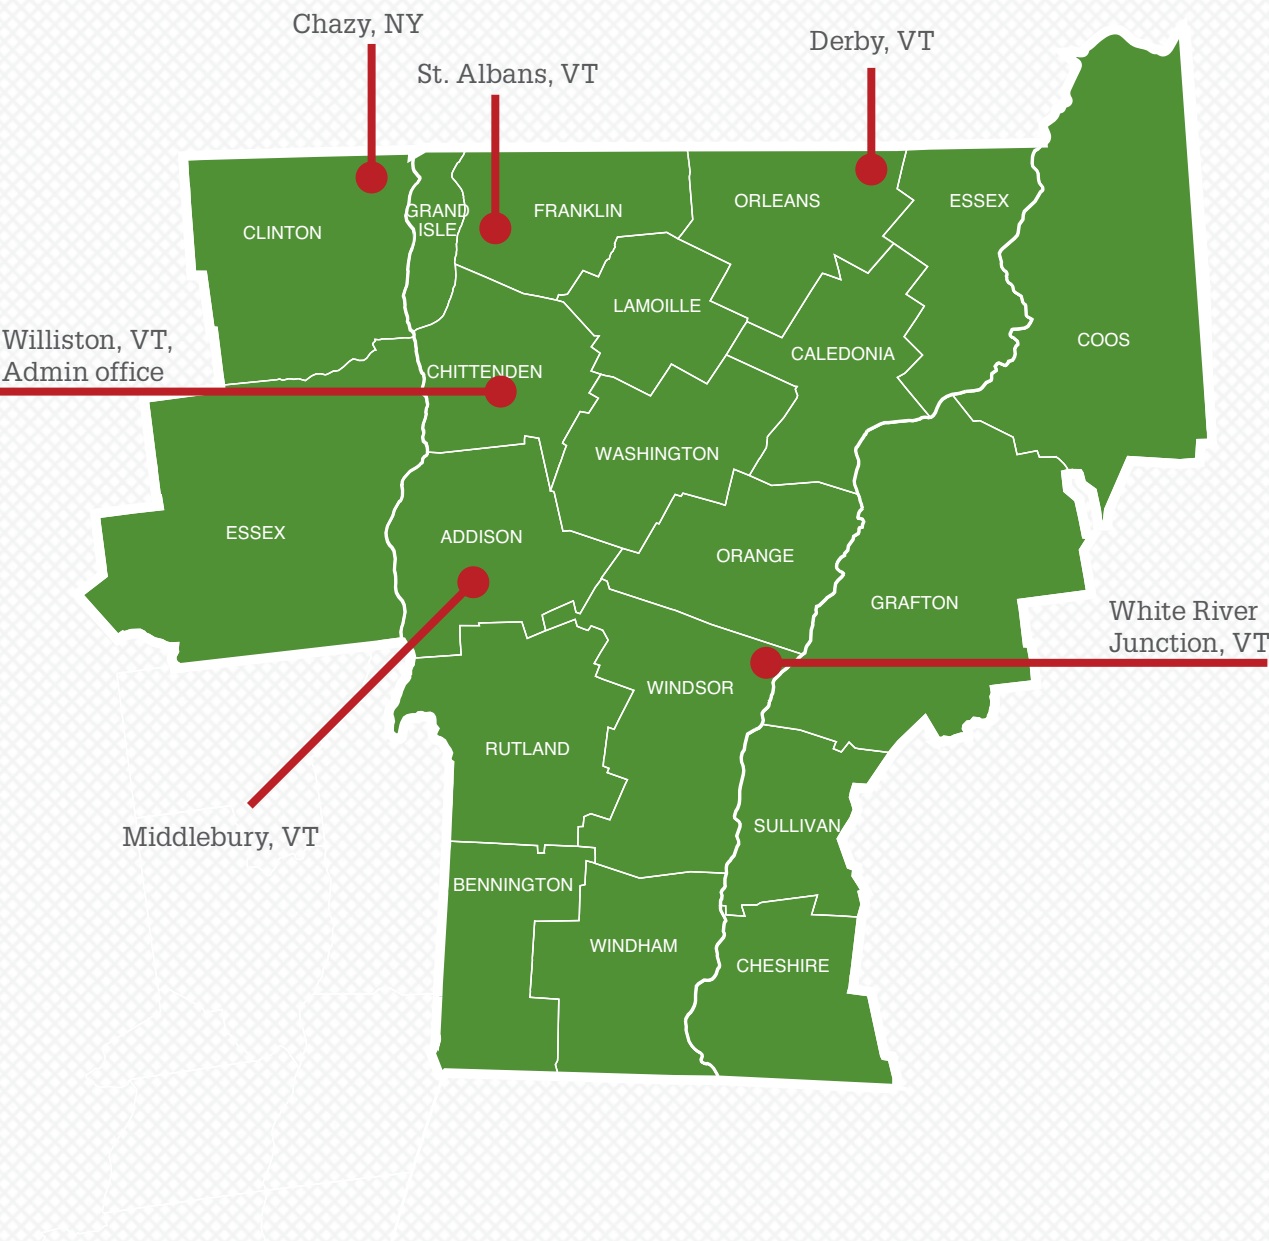 Chazy, NY
St. Albans, VT
Derby, VT
GRAND
ISLE
FRANKLIN
ORLEANS
ESSEX
CLINTON
LAMOILLE
Williston, VT,
Admin office
CHITTENDEN
CALEDONIA
COOS
WASHINGTON
ESSEX
ADDISON
ORANGE
GRAFTON
White River
Junction, VT
WINDSOR
RUTLAND
Middlebury, VT
SULLIVAN
BENNINGTON
WINDHAM
CHESHIRE